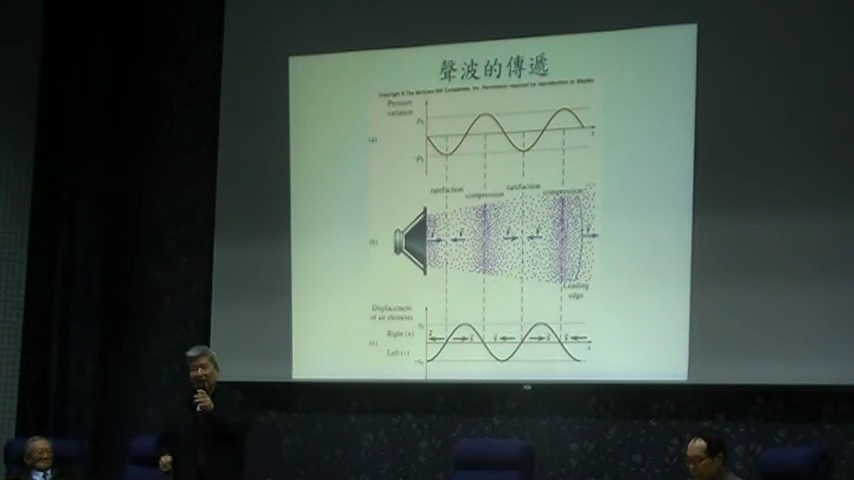 聲波的傳遞
Copyright © The McGraw-Hill Companies, Inc. Permission required for reproduction or display.
Pressure
variation
(a)
rarefaction
compression
rarefaction
compression
(b)
Leading
edge
Displacement
of air elements
Right (+)
(c)
Left (−)